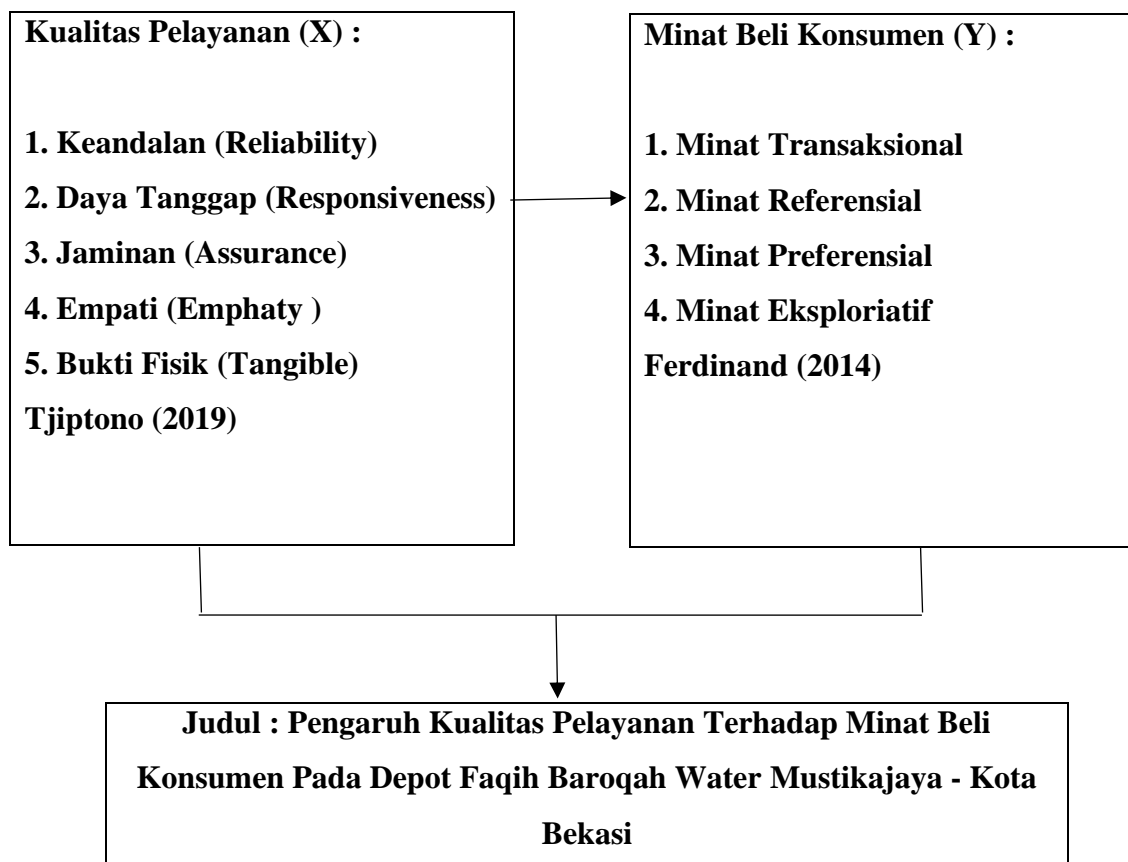 Kualitas Pelayanan (X) :
1. Keandalan (Reliability)
2. Daya Tanggap (Responsiveness)
3. Jaminan (Assurance)
4. Empati (Emphaty )
5. Bukti Fisik (Tangible)
Tjiptono (2019)
Minat Beli Konsumen (Y) :
1. Minat Transaksional
2. Minat Referensial
3. Minat Preferensial
4. Minat Eksploriatif
Ferdinand (2014)
Judul : Pengaruh Kualitas Pelayanan Terhadap Minat Beli
Konsumen Pada Depot Faqih Baroqah Water Mustikajaya - Kota
Bekasi